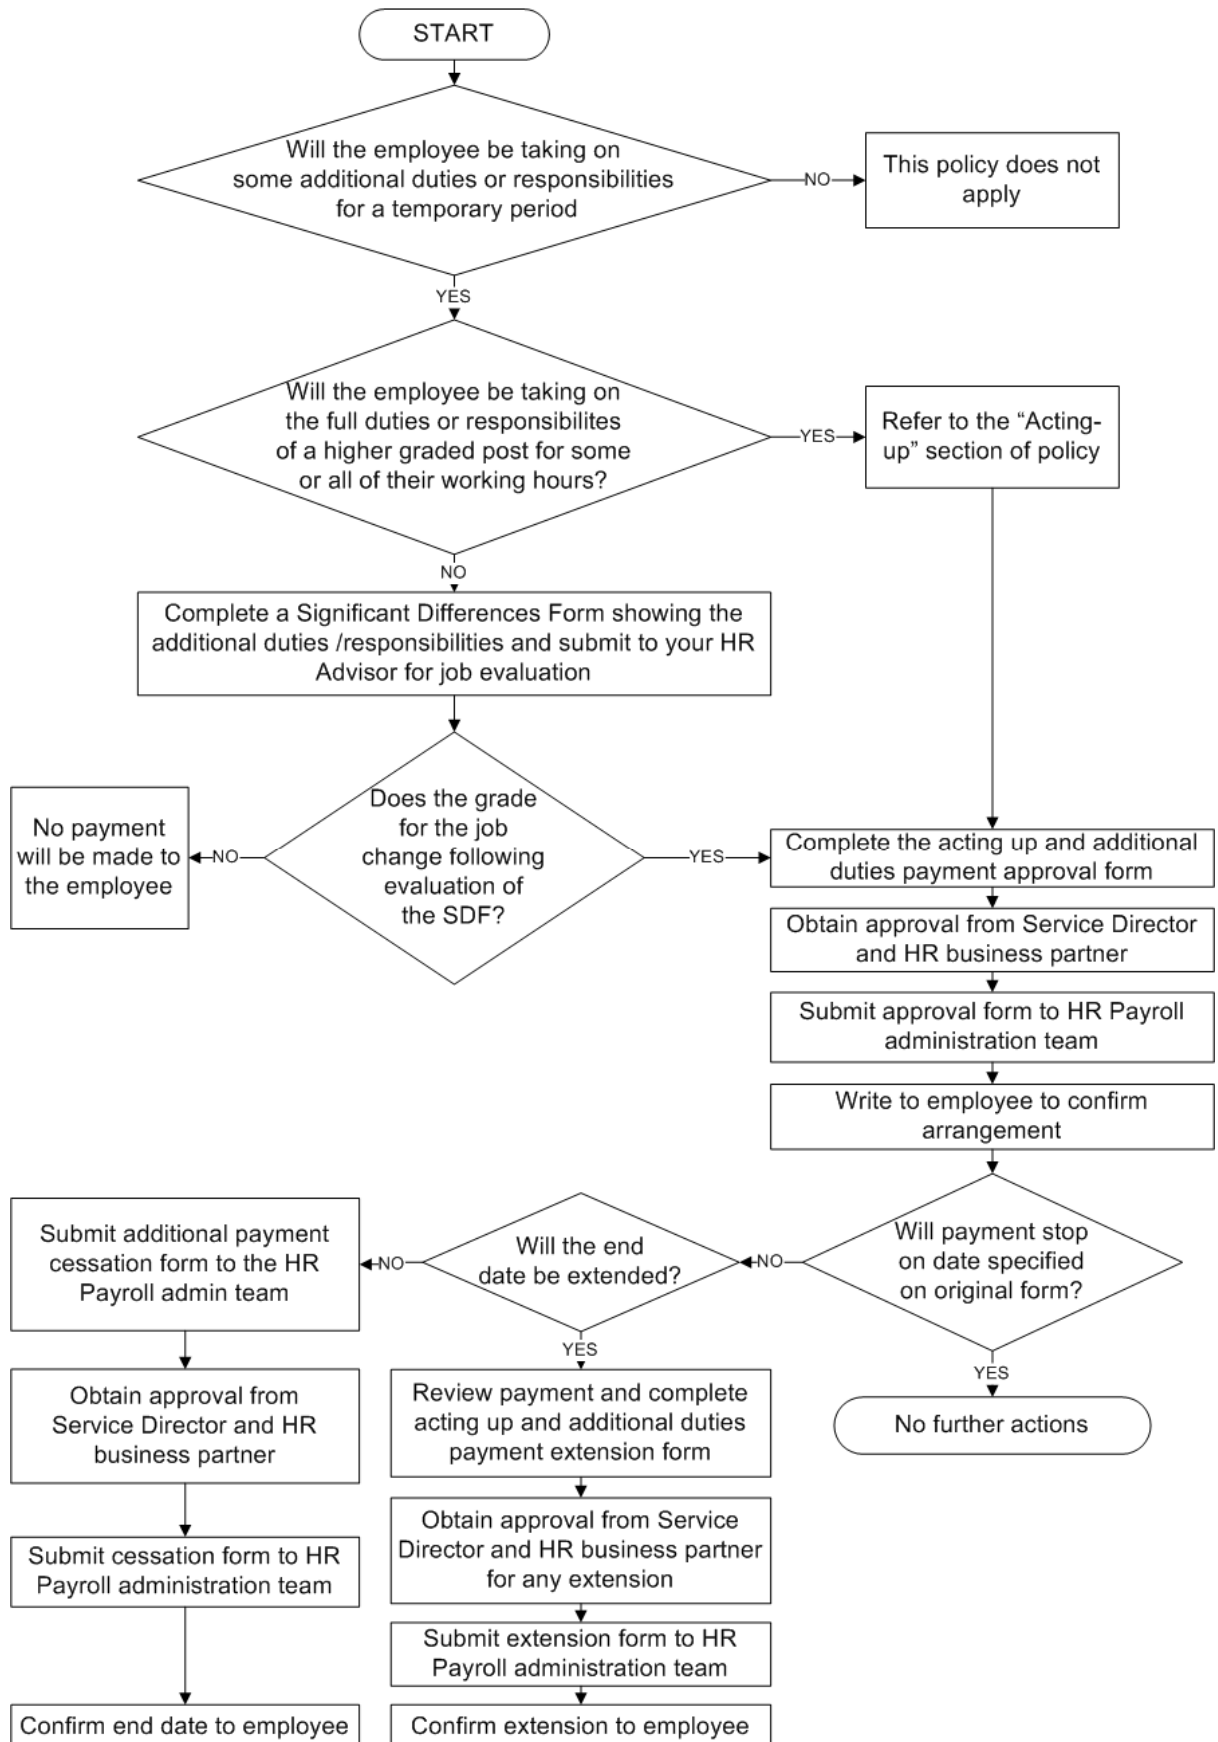 START
Will the employee be taking on
some additional duties or responsibilities
for a temporary period
NO
This policy does not
apply
YES
Will the employee be taking on
the full duties or responsibilites
of a higher graded post for some
or all of their working hours?
YES
Refer to the “Acting-
up” section of policy
NO
Complete a Significant Differences Form showing the
additional duties /responsibilities and submit to your HR
Advisor for job evaluation
Does the grade
for the job
change following
evaluation of
the SDF?
NO
No payment
will be made to
the employee
YES
Complete the acting up and additional
duties payment approval form
Obtain approval from Service Director
and HR business partner
Submit approval form to HR Payroll
administration team
Write to employee to confirm
arrangement
Will payment stop
on date specified
on original form?
YES
No further actions
NO
Will the end
date be extended?
NO
Submit additional payment
cessation form to the HR
Payroll admin team
Obtain approval from
Service Director and HR
business partner
Submit cessation form to HR
Payroll administration team
Confirm end date to employee
YES
Review payment and complete
acting up and additional duties
payment extension form
Obtain approval from Service
Director and HR business partner
for any extension
Submit extension form to HR
Payroll administration team
Confirm extension to employee